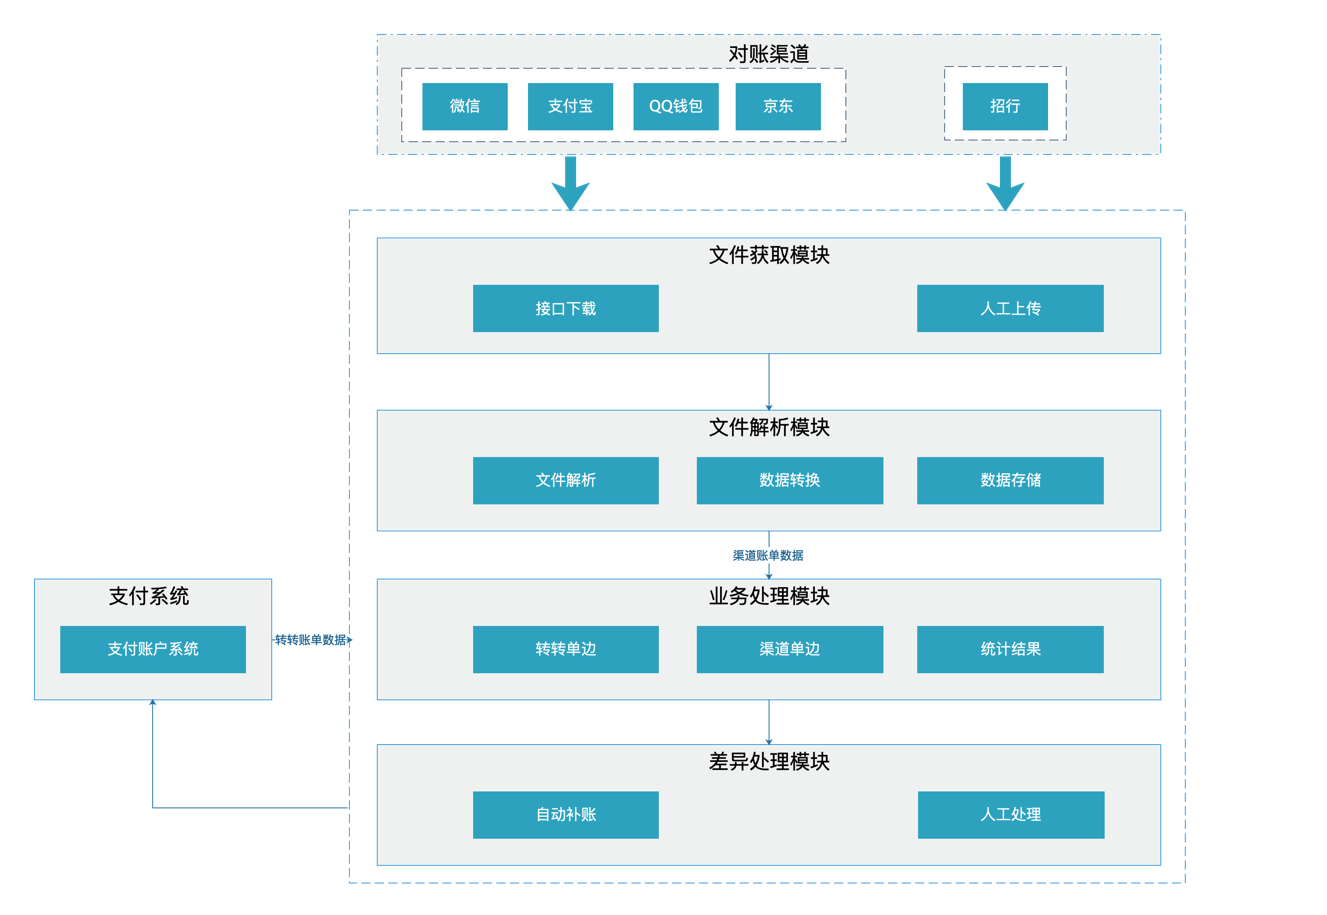 对账渠道
微信
支付宝
QQ钱包
京东
招行
文件获取模块
接口下载
人工上传
文件解析模块
文件解析
数据转换
数据存储
渠道账单数据
支付系统
支付账户系统
转转账单数据
业务处理模块
转转单边
渠道单边
统计结果
差异处理模块
自动补账
人工处理